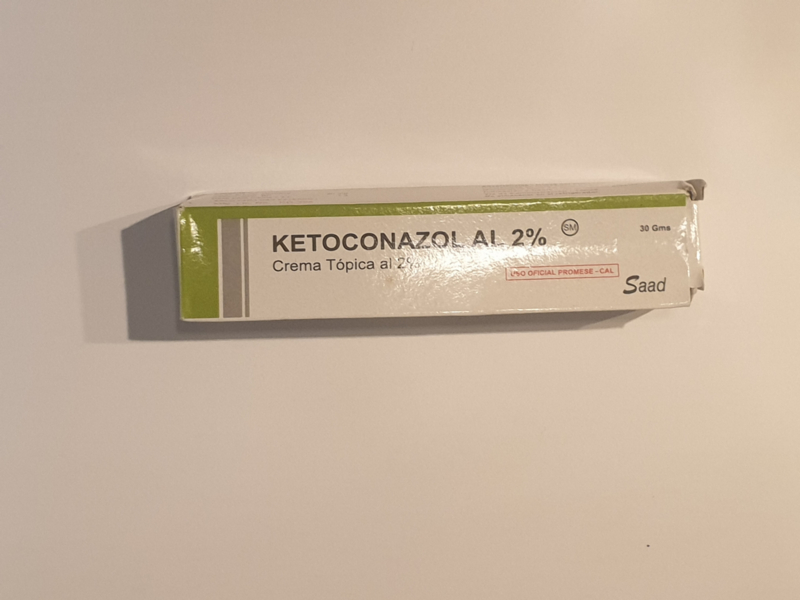 KETOCONAZOL AL 2% SM
30 Gms
Crema Tópica al 2%
USO OFICIAL PROMESE - CAL
Saad